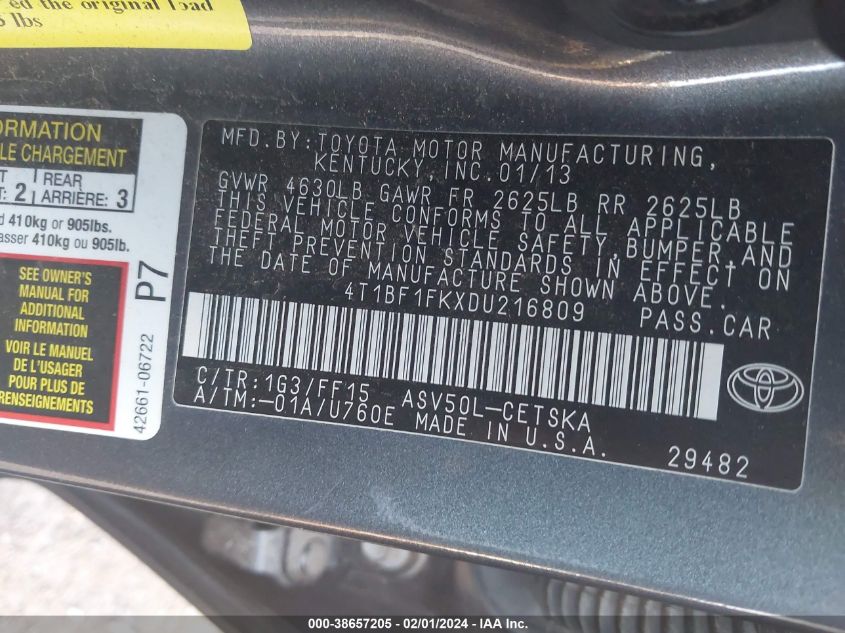 ed the original load
lbs
ORMATION
LE CHARGEMENT
REAR
2 ARRIÈRE: 3
410kg or 905lbs.
asser 410kg ou 905lb.
SEE OWNER'S
MANUAL FOR
ADDITIONAL
INFORMATION
VOIR LE MANUEL
DE L'USAGER
POUR PLUS DE
RENSEIGNEMENTS
P7
42661-06722
MFD. BY: TOYOTA MOTOR MANUFACTURING,
KENTUCKY, INC. 01/13
GVWR 4630LB GAWR FR 2625LB RR 2625LB
THIS VEHICLE CONFORMS TO ALL APPLICABLE
FEDERAL MOTOR VEHICLE SAFETY, BUMPER, AND
THEFT PREVENTION STANDARDS IN EFFECT ON
THE DATE OF MANUFACTURE SHOWN ABOVE.
4T1BF1FKXDU216809 PASS. CAR
C/TR: 1G3/FF15 ASV50L-CETSKA
A/TM: -01A/U760E MADE IN U.S.A.
29482
000-38657205 - 02/01/2024 - IAA Inc.